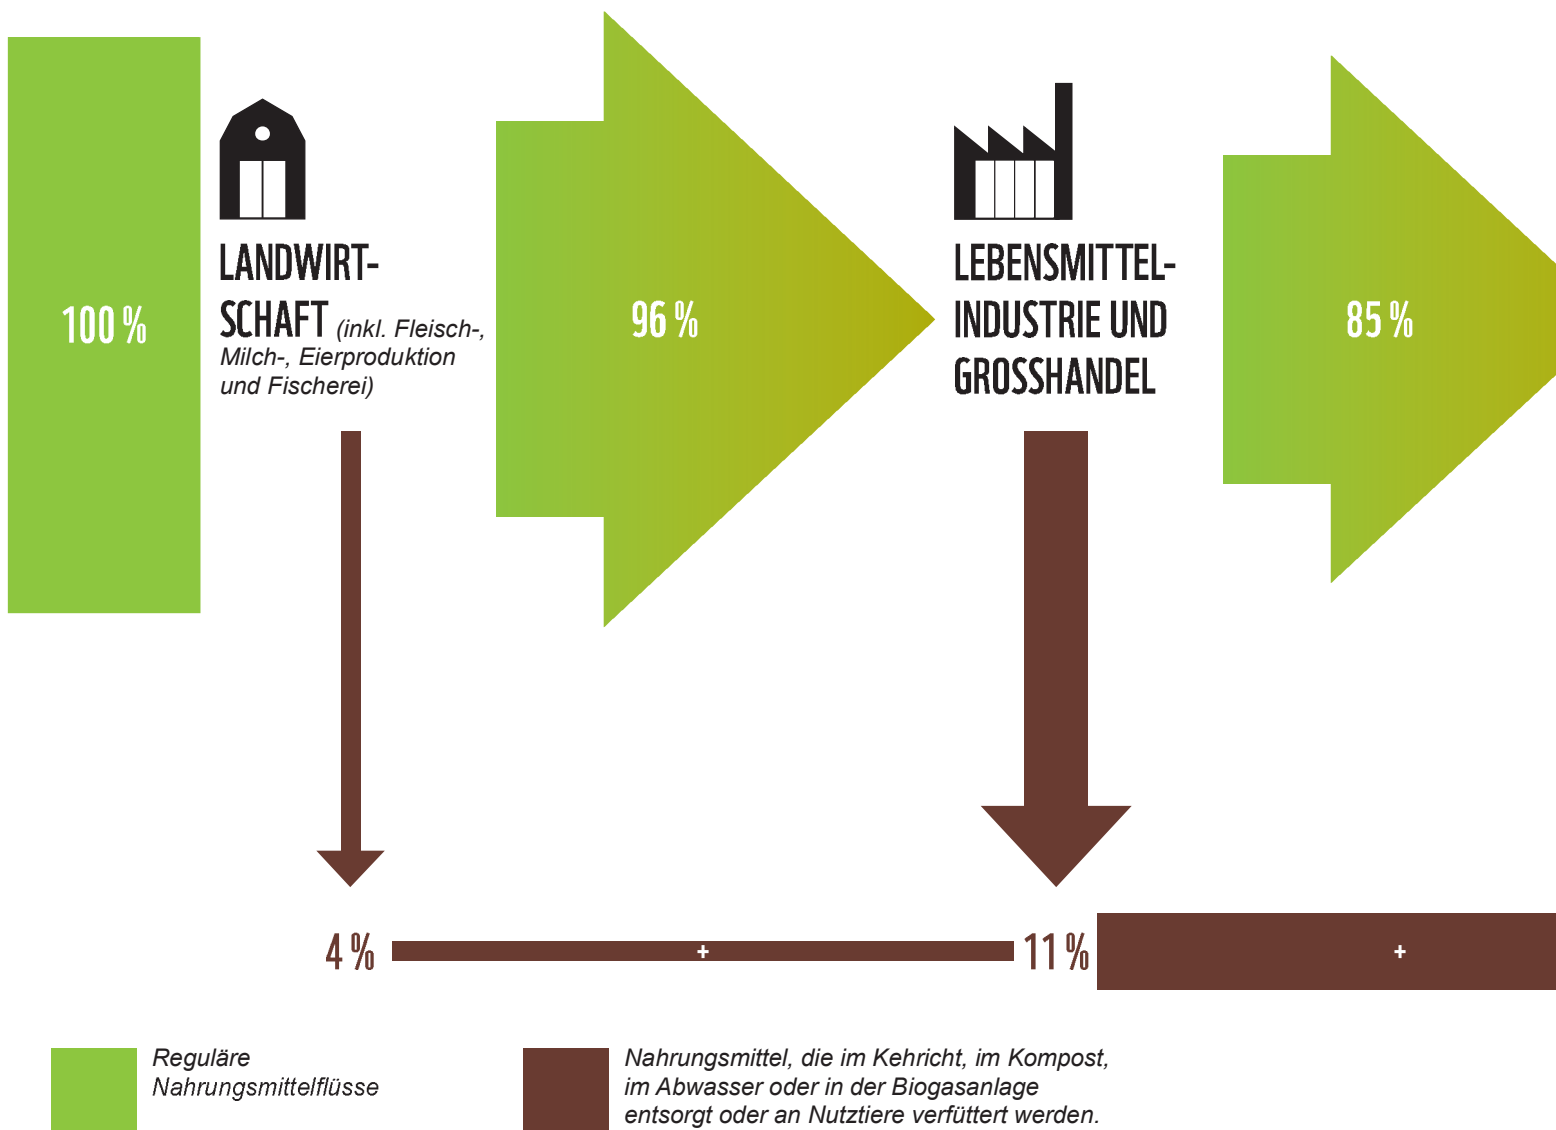 100 %
LANDWIRT-
SCHAFT (inkl. Fleisch-,
Milch-, Eierproduktion
und Fischerei)
96 %
LEBENSMITTEL-
INDUSTRIE UND
GROSSHANDEL
85 %
4 %
+
11 %
+
Reguläre
Nahrungsmittelflüsse
Nahrungsmittel, die im Kehricht, im Kompost,
im Abwasser oder in der Biogasanlage
entsorgt oder an Nutztiere verfüttert werden.